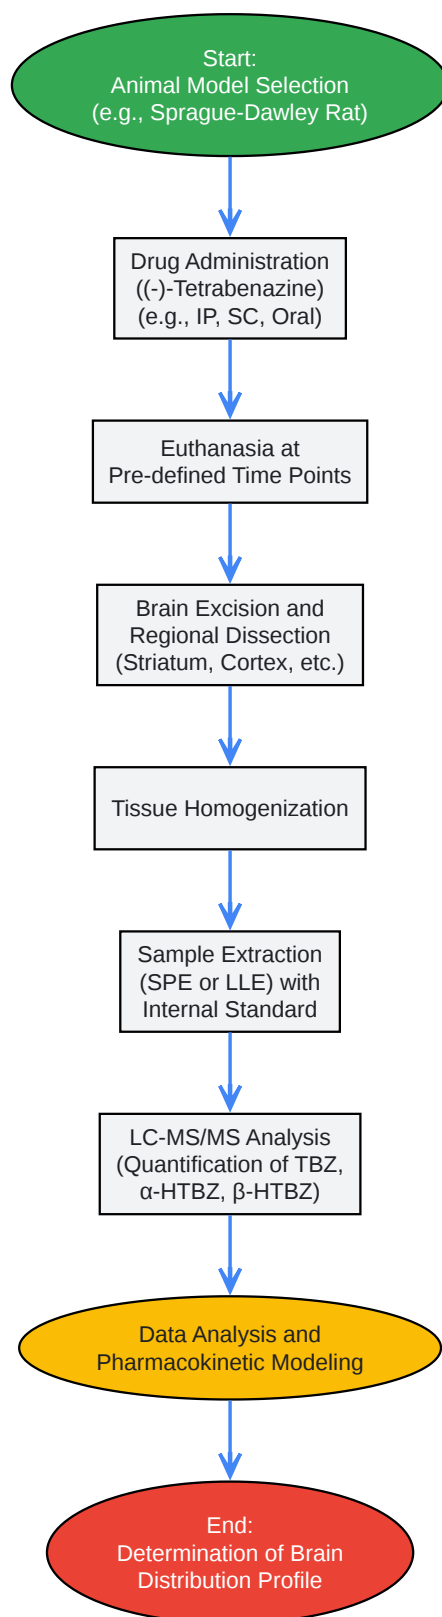 Start:
Animal Model Selection
(e.g., Sprague-Dawley Rat)
Drug Administration
((-)-Tetrabenazine)
(e.g., IP, SC, Oral)
Euthanasia at
Pre-defined Time Points
Brain Excision and
Regional Dissection
(Striatum, Cortex, etc.)
Tissue Homogenization
Sample Extraction
(SPE or LLE) with
Internal Standard
LC-MS/MS Analysis
(Quantification of TBZ,
α-HTBZ, β-HTBZ)
Data Analysis and
Pharmacokinetic Modeling
End:
Determination of Brain
Distribution Profile